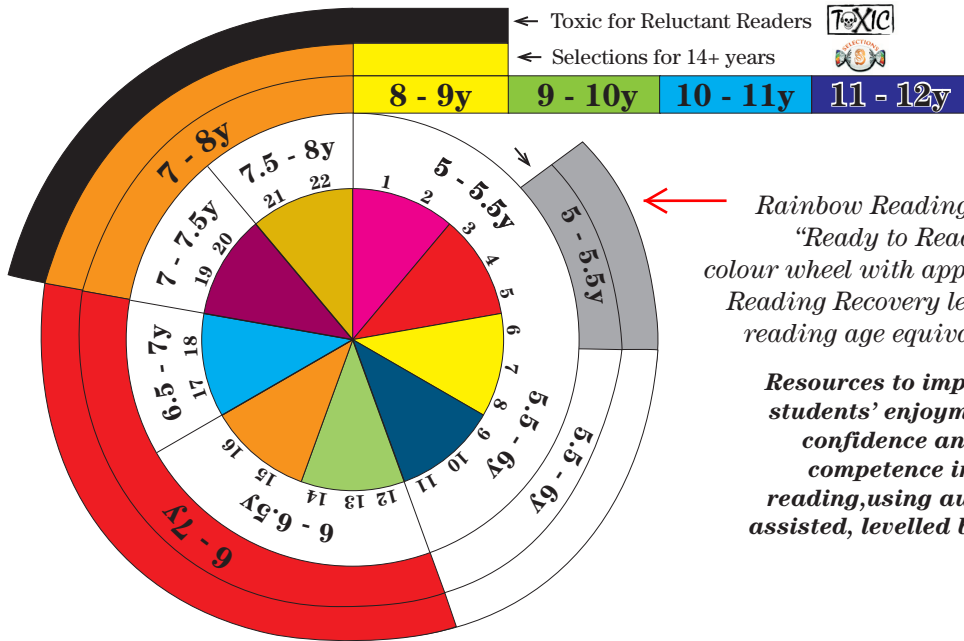 Toxic for Reluctant Readers
TOXIC
Selections for 14+ years
SELECTIONS
8 - 9y
9 - 10y
10 - 11y
11 - 12y
7 - 8y
7.5 - 8y
5 - 5.5y
5 - 5.5y
7 - 7.5y
6.5 - 7y
5.5 - 6y
5.5 - 6y
6 - 6.5y
6 - 7y
1
2
3
4
5
6
7
8
9
10
11
12
13
14
15
16
17
18
19
20
21
22
Rainbow Reading
“Ready to Read
colour wheel with app
Reading Recovery le
reading age equiva
Resources to imp
students’ enjoym
confidence an
competence in
reading,using au
assisted, levelled b